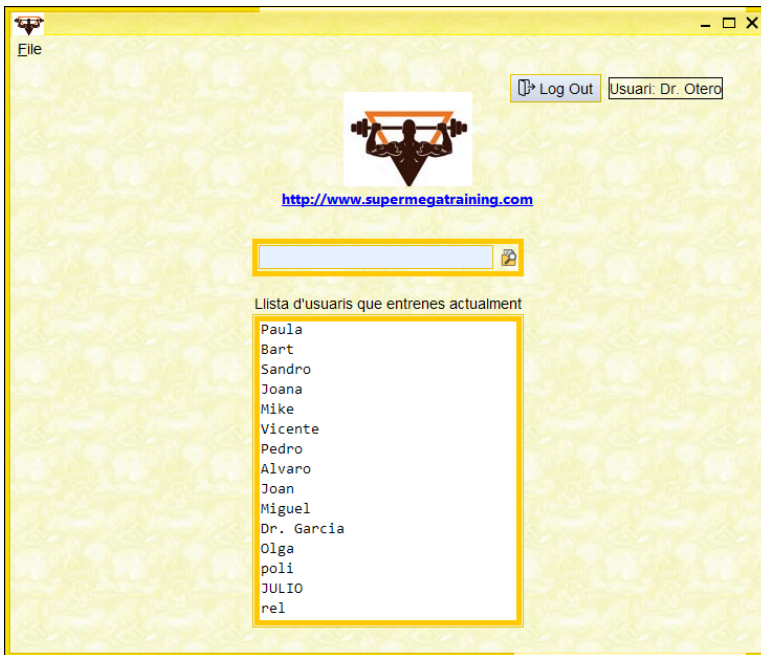 File
Log Out
Usuari: Dr. Otero
http://www.supermegatraining.com
Llista d'usuaris que entrenes actualment
Paula
Bart
Sandro
Joana
Mike
Vicente
Pedro
Alvaro
Joan
Miguel
Dr. Garcia
Olga
poli
JULIO
rel